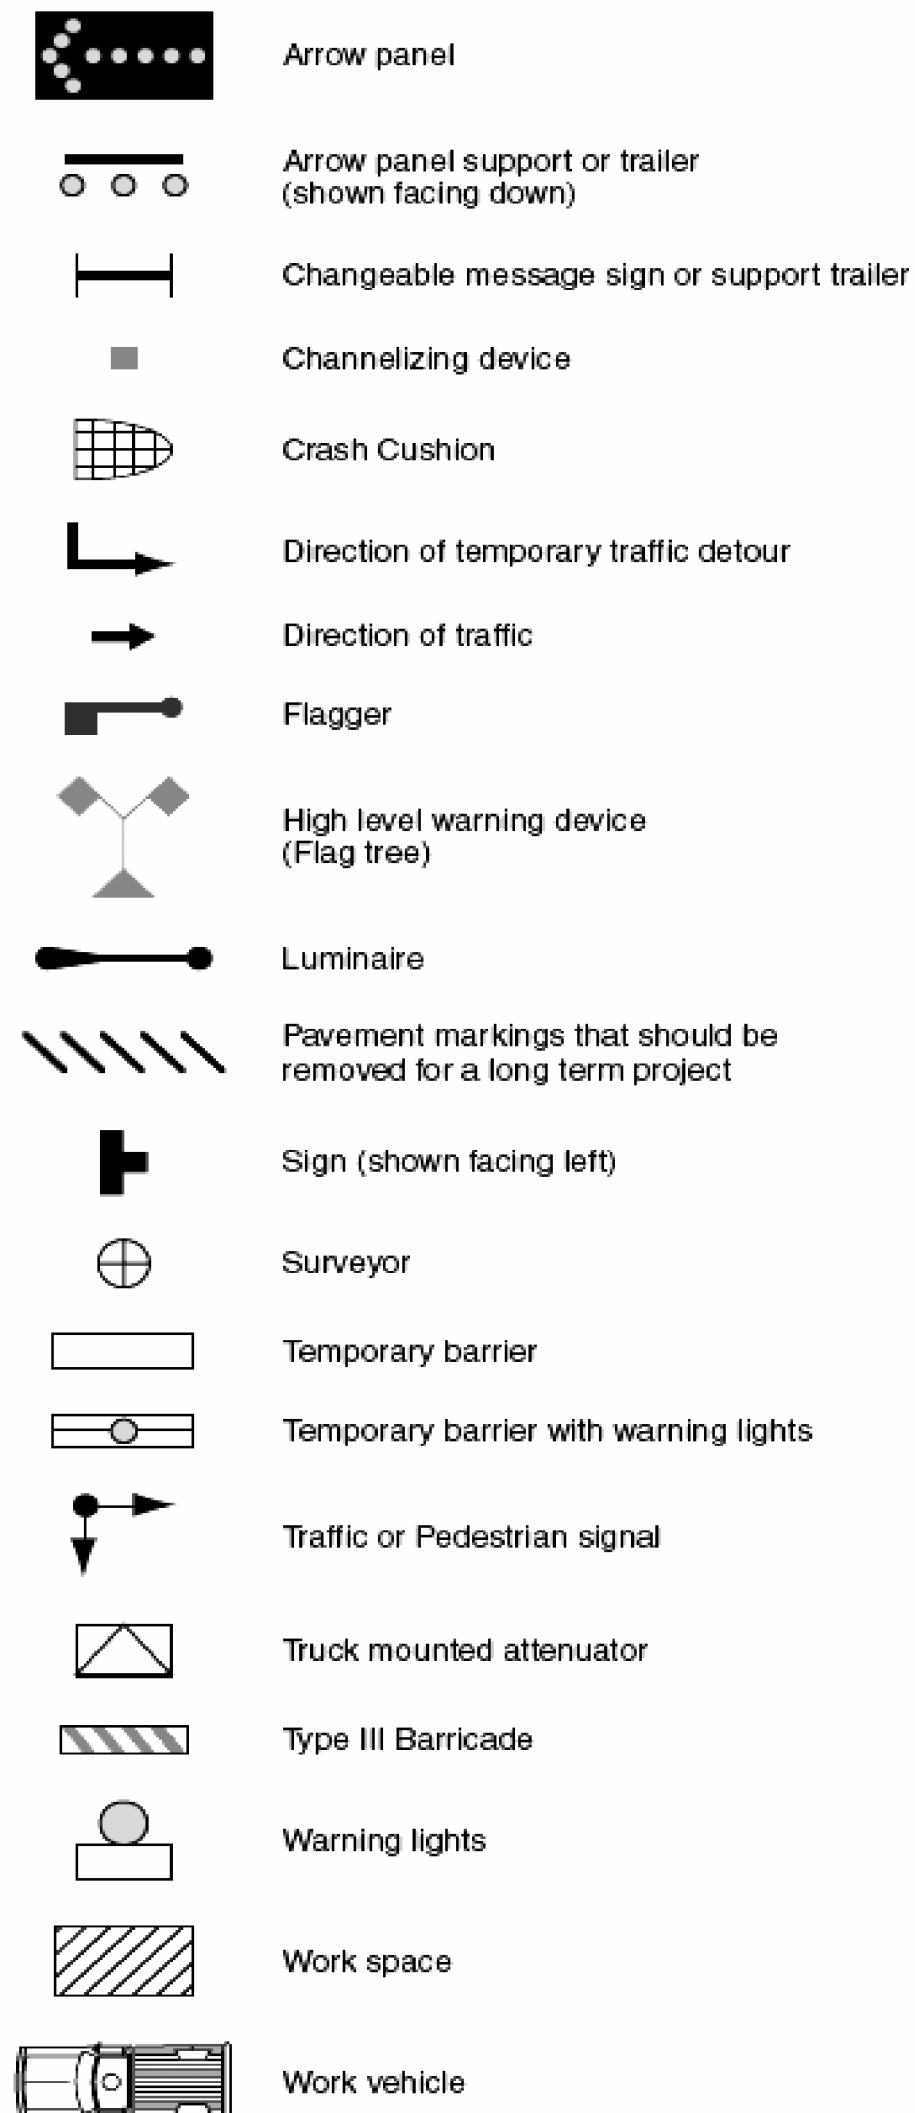 Arrow panel
Arrow panel support or trailer
(shown facing down)
Changeable message sign or support trailer
Channelizing device
Crash Cushion
Direction of temporary traffic detour
Direction of traffic
Flagger
High level warning device
(Flag tree)
Luminaire
Pavement markings that should be
removed for a long term project
Sign (shown facing left)
Surveyor
Temporary barrier
Temporary barrier with warning lights
Traffic or Pedestrian signal
Truck mounted attenuator
Type III Barricade
Warning lights
Work space
Work vehicle